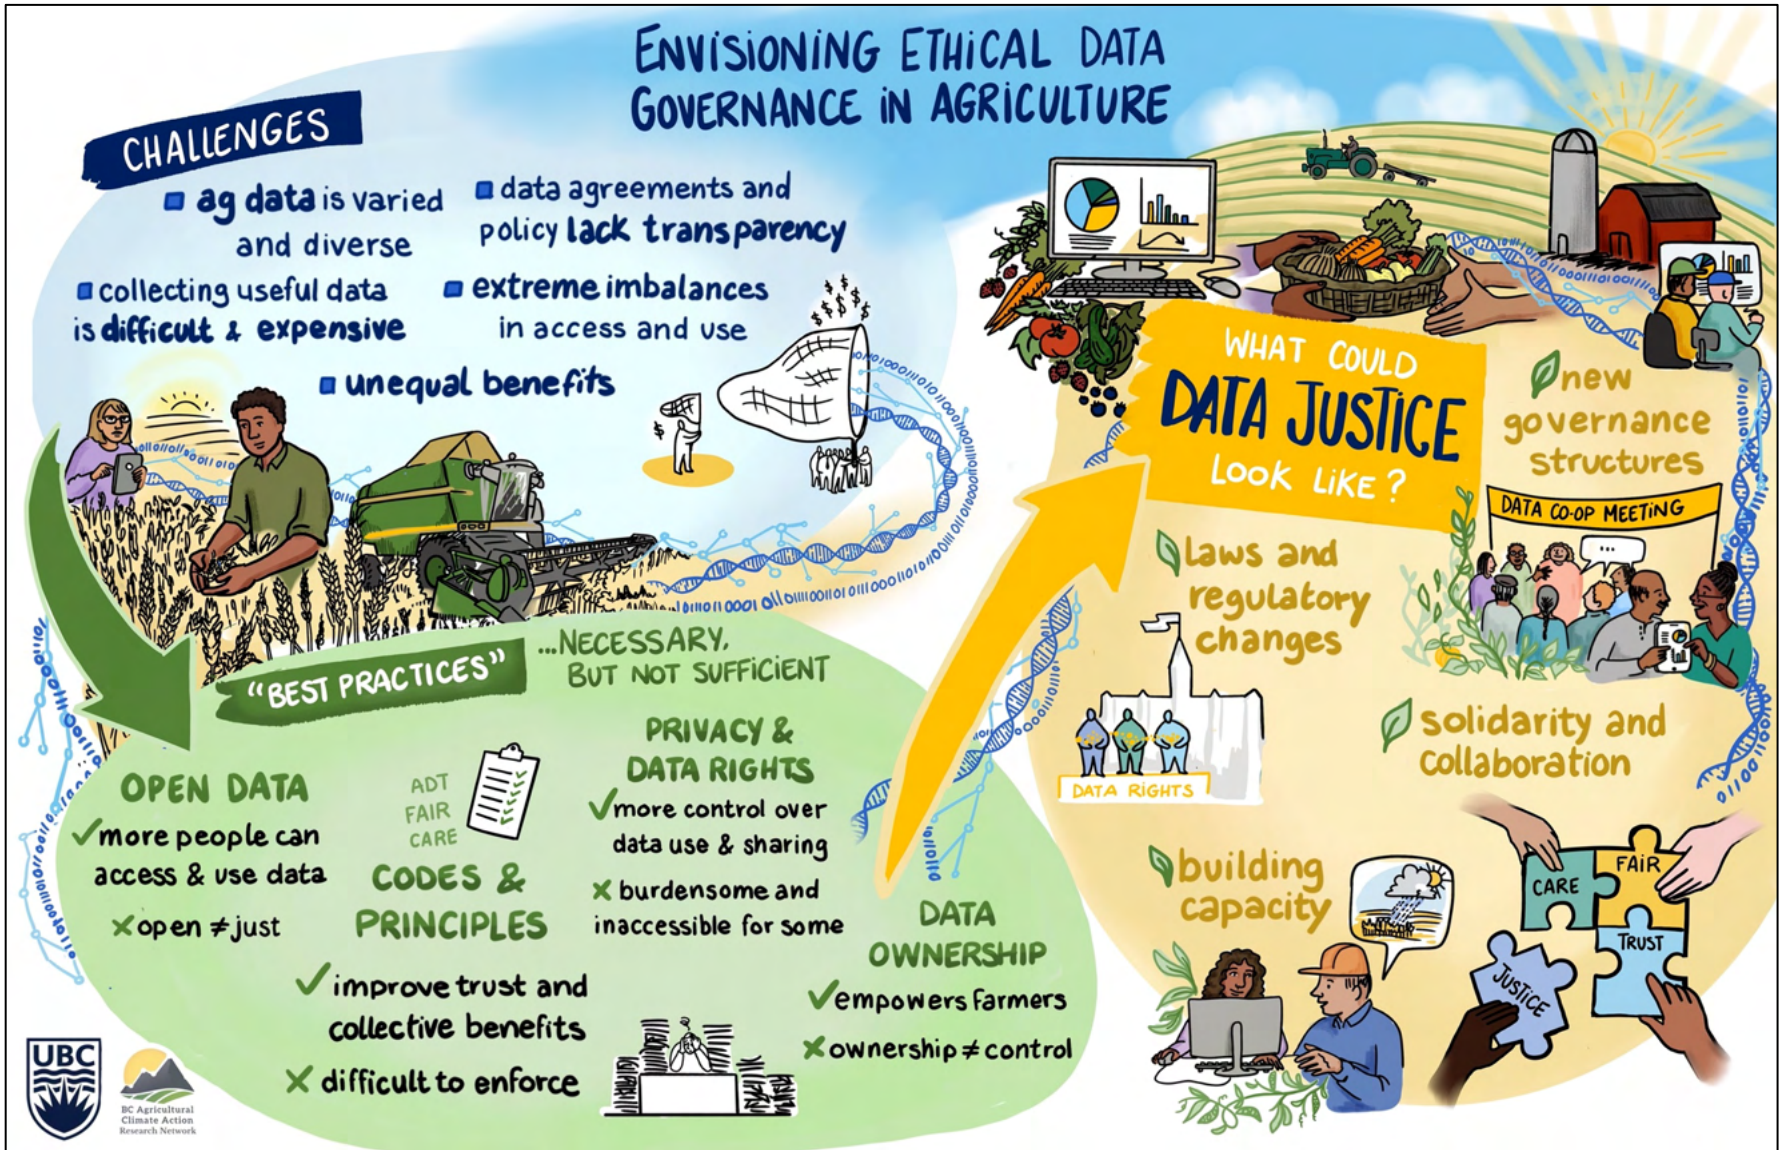 ENVISIONING ETHICAL DATA
GOVERNANCE IN AGRICULTURE
CHALLENGES
ag data is varied
and diverse
data agreements and
policy lack transparency
collecting useful data
is difficult & expensive
extreme imbalances
in access and use
unequal benefits
"BEST PRACTICES"
...NECESSARY,
BUT NOT SUFFICIENT
OPEN DATA
✓more people can
access & use data
×open ≠ just
ADT
FAIR
CARE
CODES &
PRINCIPLES
✓improve trust and
collective benefits
× difficult to enforce
PRIVACY &
DATA RIGHTS
✓more control over
data use & sharing
× burdensome and
inaccessible for some
DATA
OWNERSHIP
✓empowers farmers
×ownership ≠ control
WHAT COULD
DATA JUSTICE
LOOK LIKE?
new
governance
structures
DATA CO-OP MEETING
...
laws and
regulatory
changes
DATA RIGHTS
solidarity and
collaboration
building
capacity
CARE
FAIR
TRUST
JUSTICE
UBC
BC Agricultural
Climate Action
Research Network